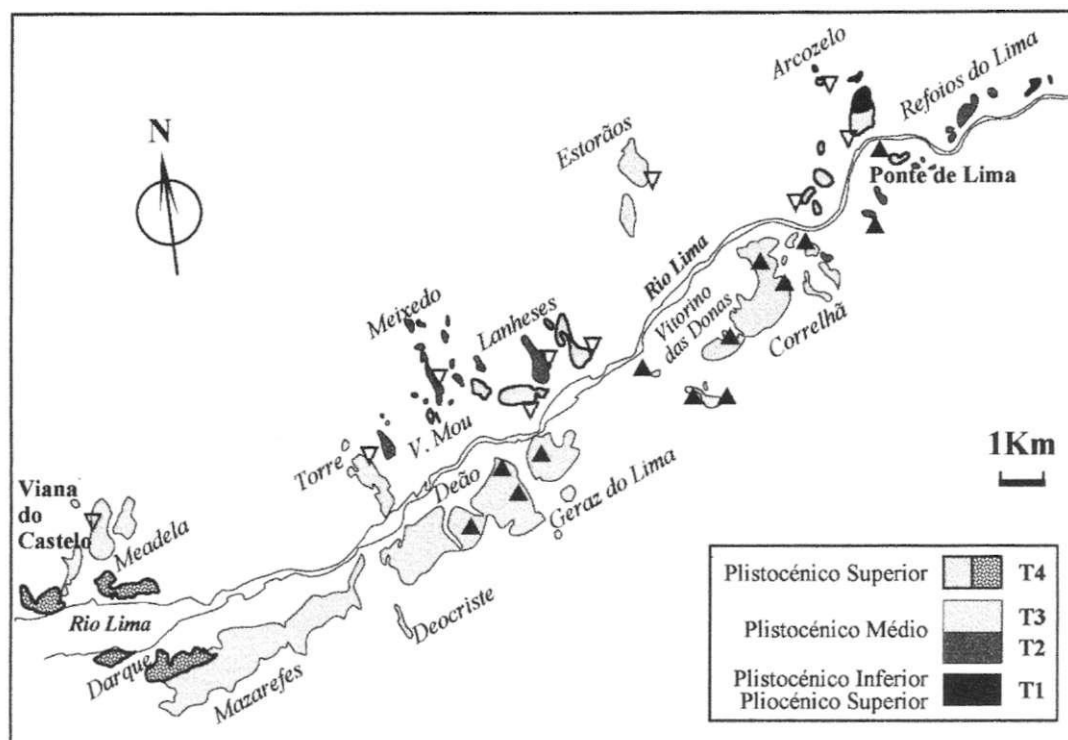 Arcozelo
Refoios do Lima
N
Estorãos
Ponte de Lima
Rio Lima
Meixedo
Lanheses
Vitorino
das Donas
Correlhã
V. Mou
1Km
Torre
Deão
Geraz do Lima
Viana
do
Castelo
Meadela
Rio Lima
Deocriste
Darque
Mazarefes
Plistocénico Superior T4
Plistocénico Médio T3
T2
Plistocénico Inferior
Pliocénico Superior T1